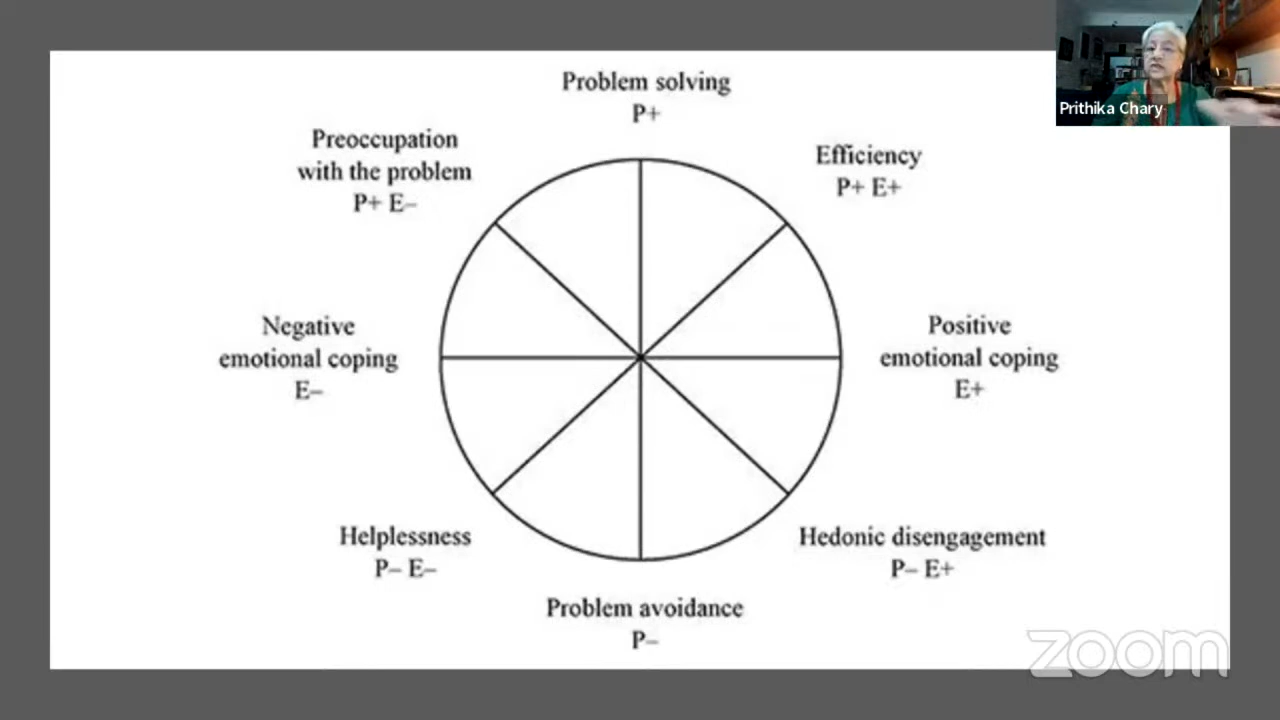 Prithika Chary
Problem solving
P+
Preoccupation
with the problem
P+ E–
Efficiency
P+ E+
Negative
emotional coping
E–
Positive
emotional coping
E+
Helplessness
P– E–
Hedonic disengagement
P– E+
Problem avoidance
P–
zoom